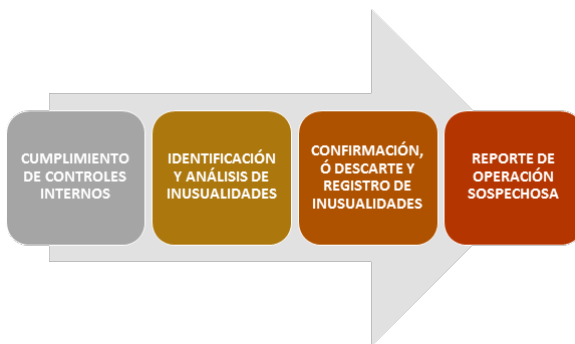 CUMPLIMIENTO
DE CONTROLES
INTERNOS
IDENTIFICACIÓN
Y ANÁLISIS DE
INUSUALIDADES
CONFIRMACIÓN,
Ó DESCARTE Y
REGISTRO DE
INUSUALIDADES
REPORTE DE
OPERACIÓN
SOSPECHOSA